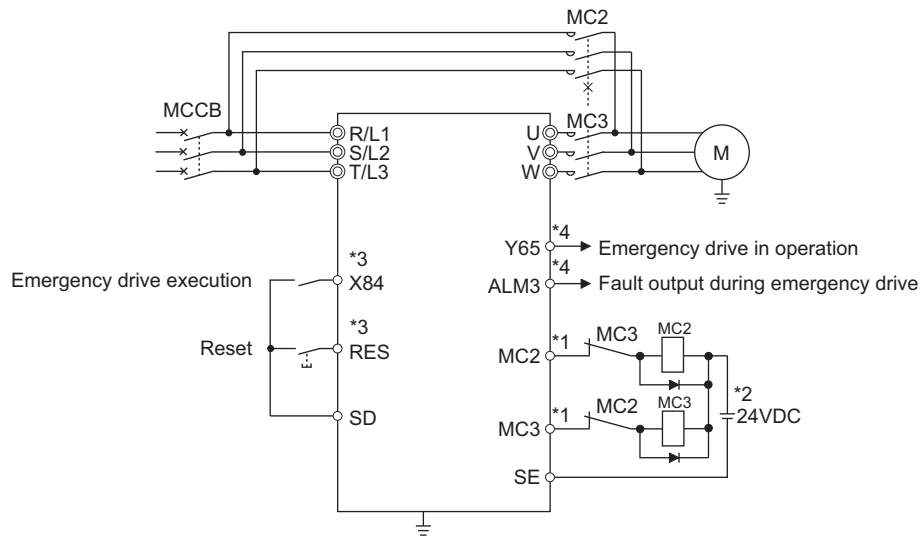 MC2
MCCB
R/L1
S/L2
T/L3
U
V
W
MC3
M
*4
Y65
Emergency drive in operation
*4
ALM3
Fault output during emergency drive
*3
Emergency drive execution
X84
*3
Reset
RES
SD
*1
MC2
MC3
MC2
*2
24VDC
*1
MC3
MC2
MC3
SE